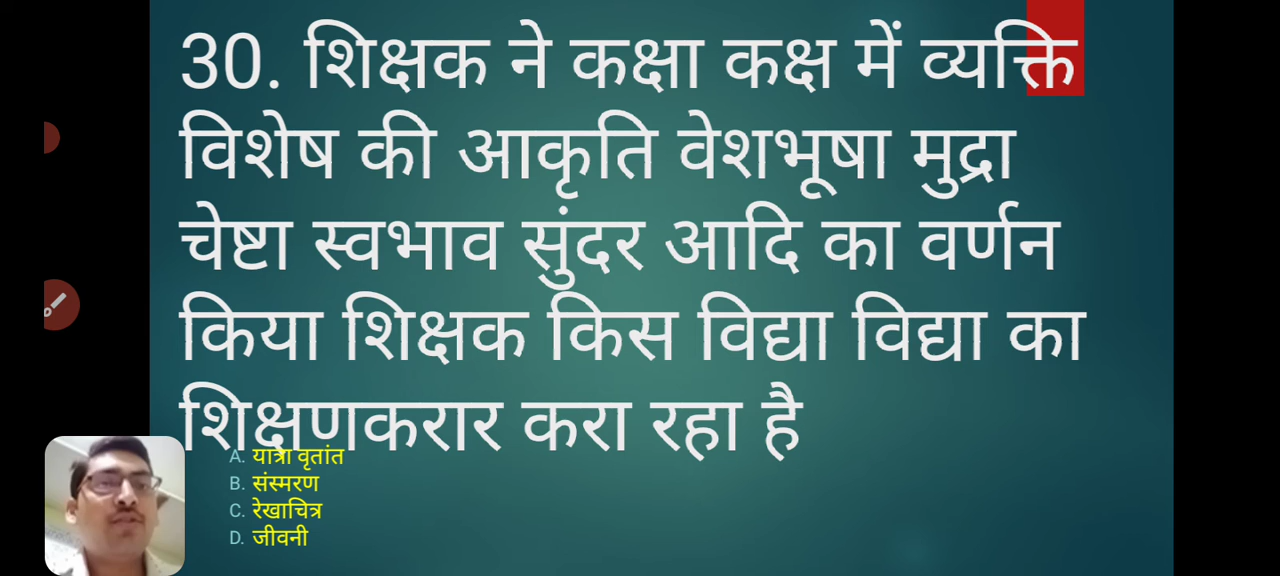 30. शिक्षक ने कक्षा कक्ष में व्यक्ति
विशेष की आकृति वेशभूषा मुद्रा
चेष्टा स्वभाव सुंदर आदि का वर्णन
किया शिक्षक किस विद्या विद्या का
शिक्षणकरार करा रहा है
A. यात्रा वृतांत
B. संस्मरण
C. रेखाचित्र
D. जीवनी